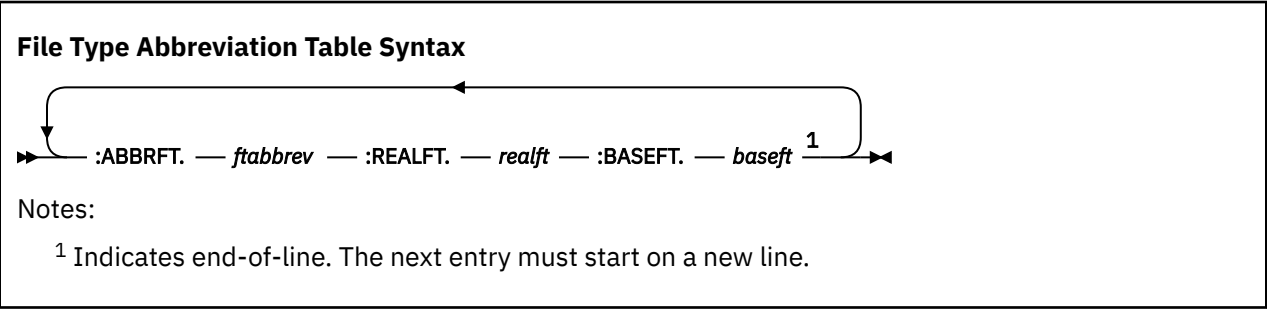 File Type Abbreviation Table Syntax
:ABBRFT. ftabbrev :REALFT. realft :BASEFT. baseft 1
Notes:
1 Indicates end-of-line. The next entry must start on a new line.